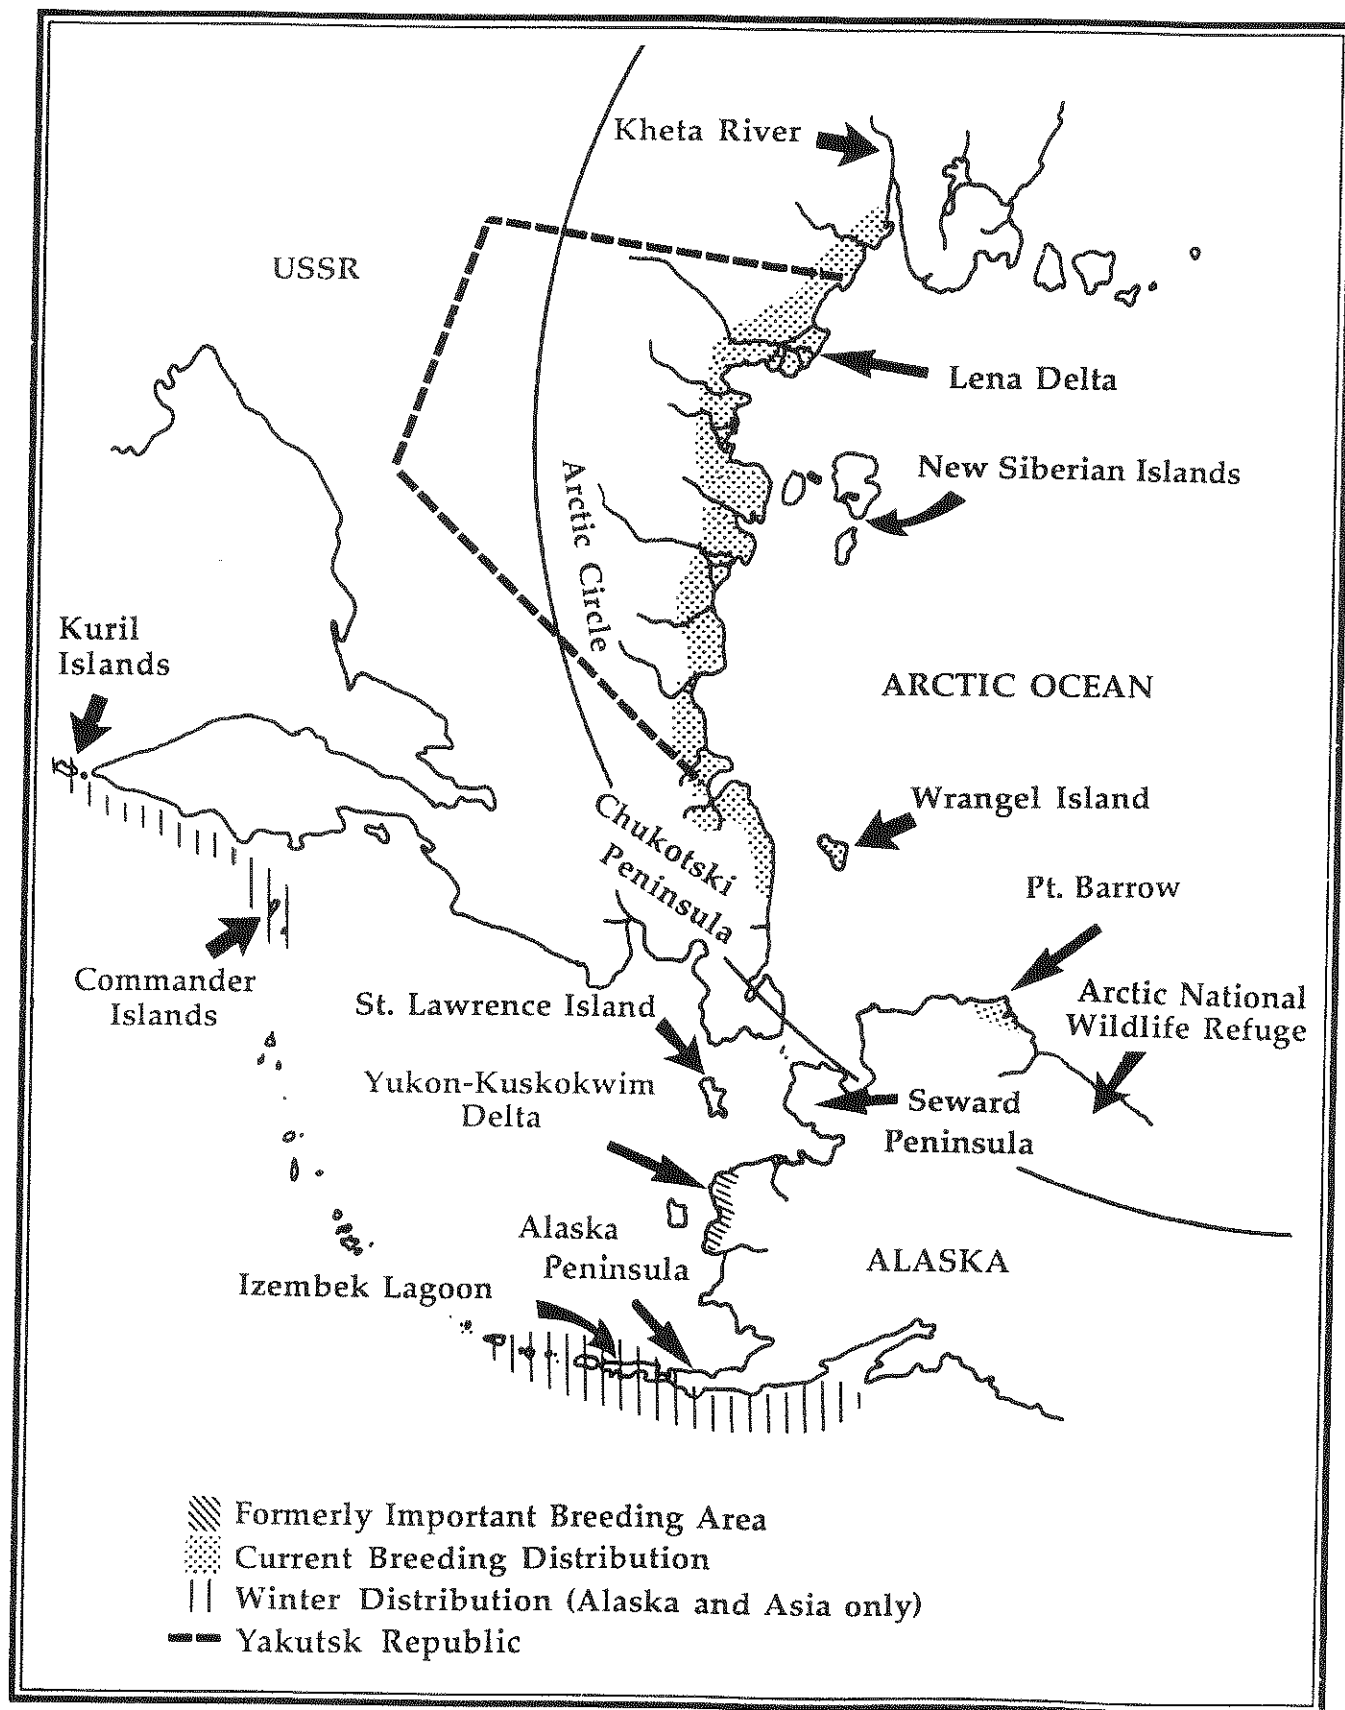 Kheta River
USSR
Lena Delta
New Siberian Islands
Arctic Circle
Kuril
Islands
ARCTIC OCEAN
Wrangel Island
Chukotski
Peninsula
Pt. Barrow
Commander
Islands
St. Lawrence Island
Arctic National
Wildlife Refuge
Yukon-Kuskokwim
Delta
Seward
Peninsula
Alaska
Peninsula
ALASKA
Izembek Lagoon
Formerly Important Breeding Area
Current Breeding Distribution
Winter Distribution (Alaska and Asia only)
Yakutsk Republic